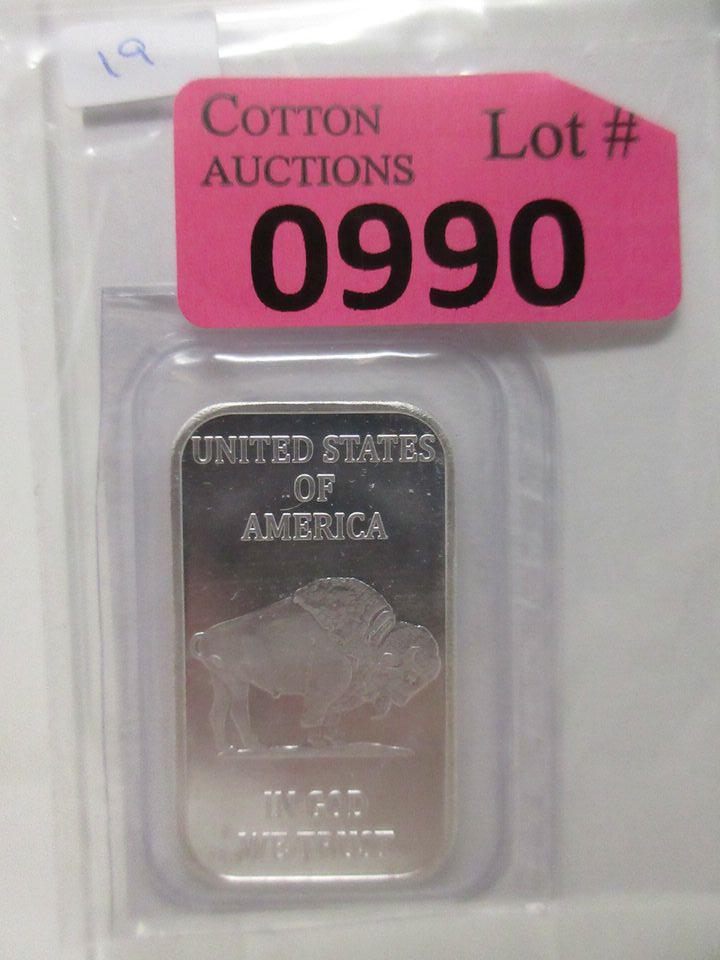 19
COTTON
AUCTIONS
Lot #
0990
UNITED STATES
OF
AMERICA
IN GOD
WE TRUST